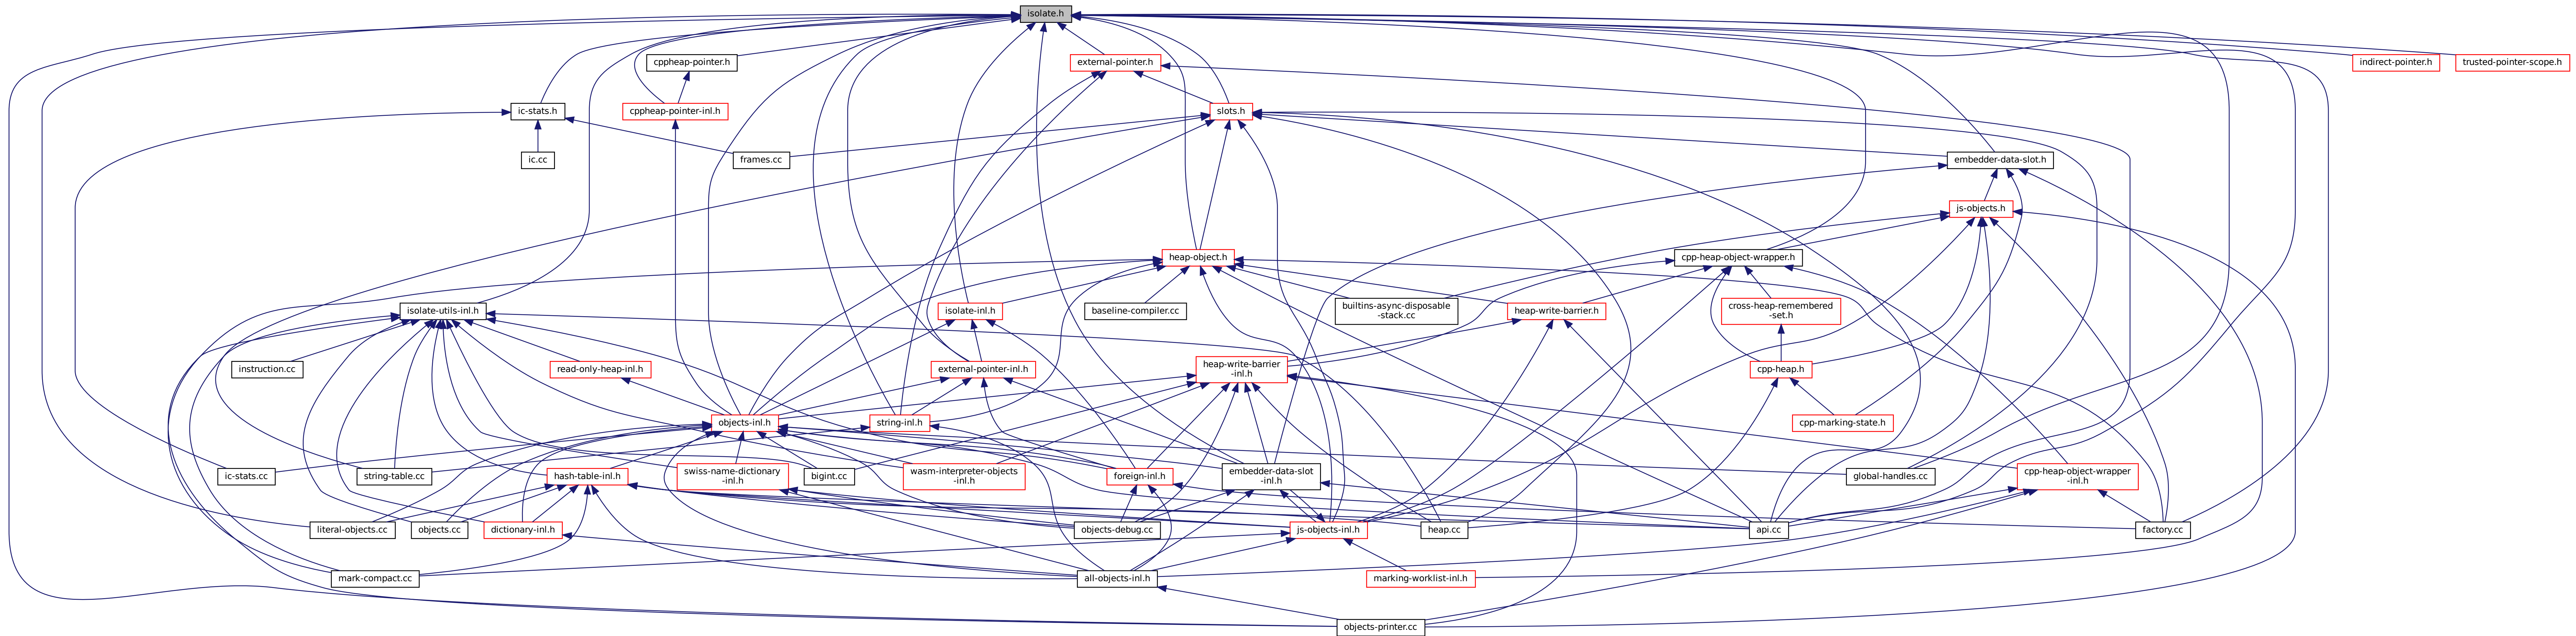 isolate.h
cppheap-pointer.h
external-pointer.h
indirect-pointer.h
trusted-pointer-scope.h
ic-stats.h
cppheap-pointer-inl.h
slots.h
ic.cc
frames.cc
embedder-data-slot.h
js-objects.h
heap-object.h
cpp-heap-object-wrapper.h
isolate-utils-inl.h
isolate-inl.h
baseline-compiler.cc
builtins-async-disposable
-stack.cc
heap-write-barrier.h
cross-heap-remembered
-set.h
instruction.cc
read-only-heap-inl.h
external-pointer-inl.h
heap-write-barrier
-inl.h
cpp-heap.h
objects-inl.h
string-inl.h
cpp-marking-state.h
ic-stats.cc
string-table.cc
hash-table-inl.h
swiss-name-dictionary
-inl.h
bigint.cc
wasm-interpreter-objects
-inl.h
foreign-inl.h
embedder-data-slot
-inl.h
global-handles.cc
cpp-heap-object-wrapper
-inl.h
literal-objects.cc
objects.cc
dictionary-inl.h
objects-debug.cc
js-objects-inl.h
heap.cc
api.cc
factory.cc
mark-compact.cc
all-objects-inl.h
marking-worklist-inl.h
objects-printer.cc